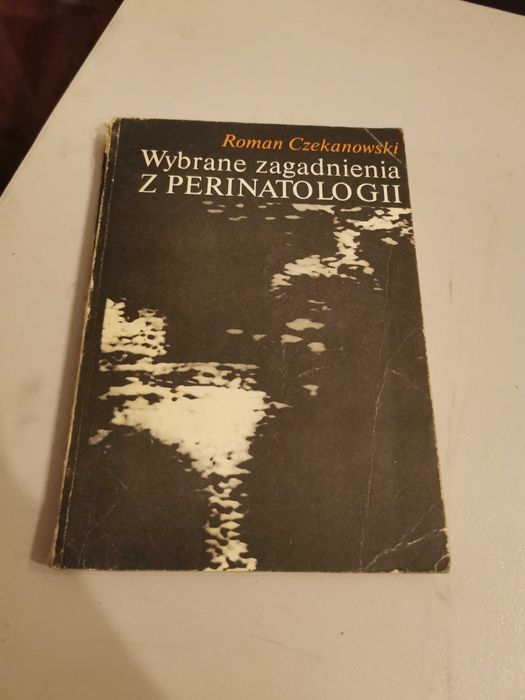 Roman Czekanowski
Wybrane zagadnienia
Z PERINATOLOGII